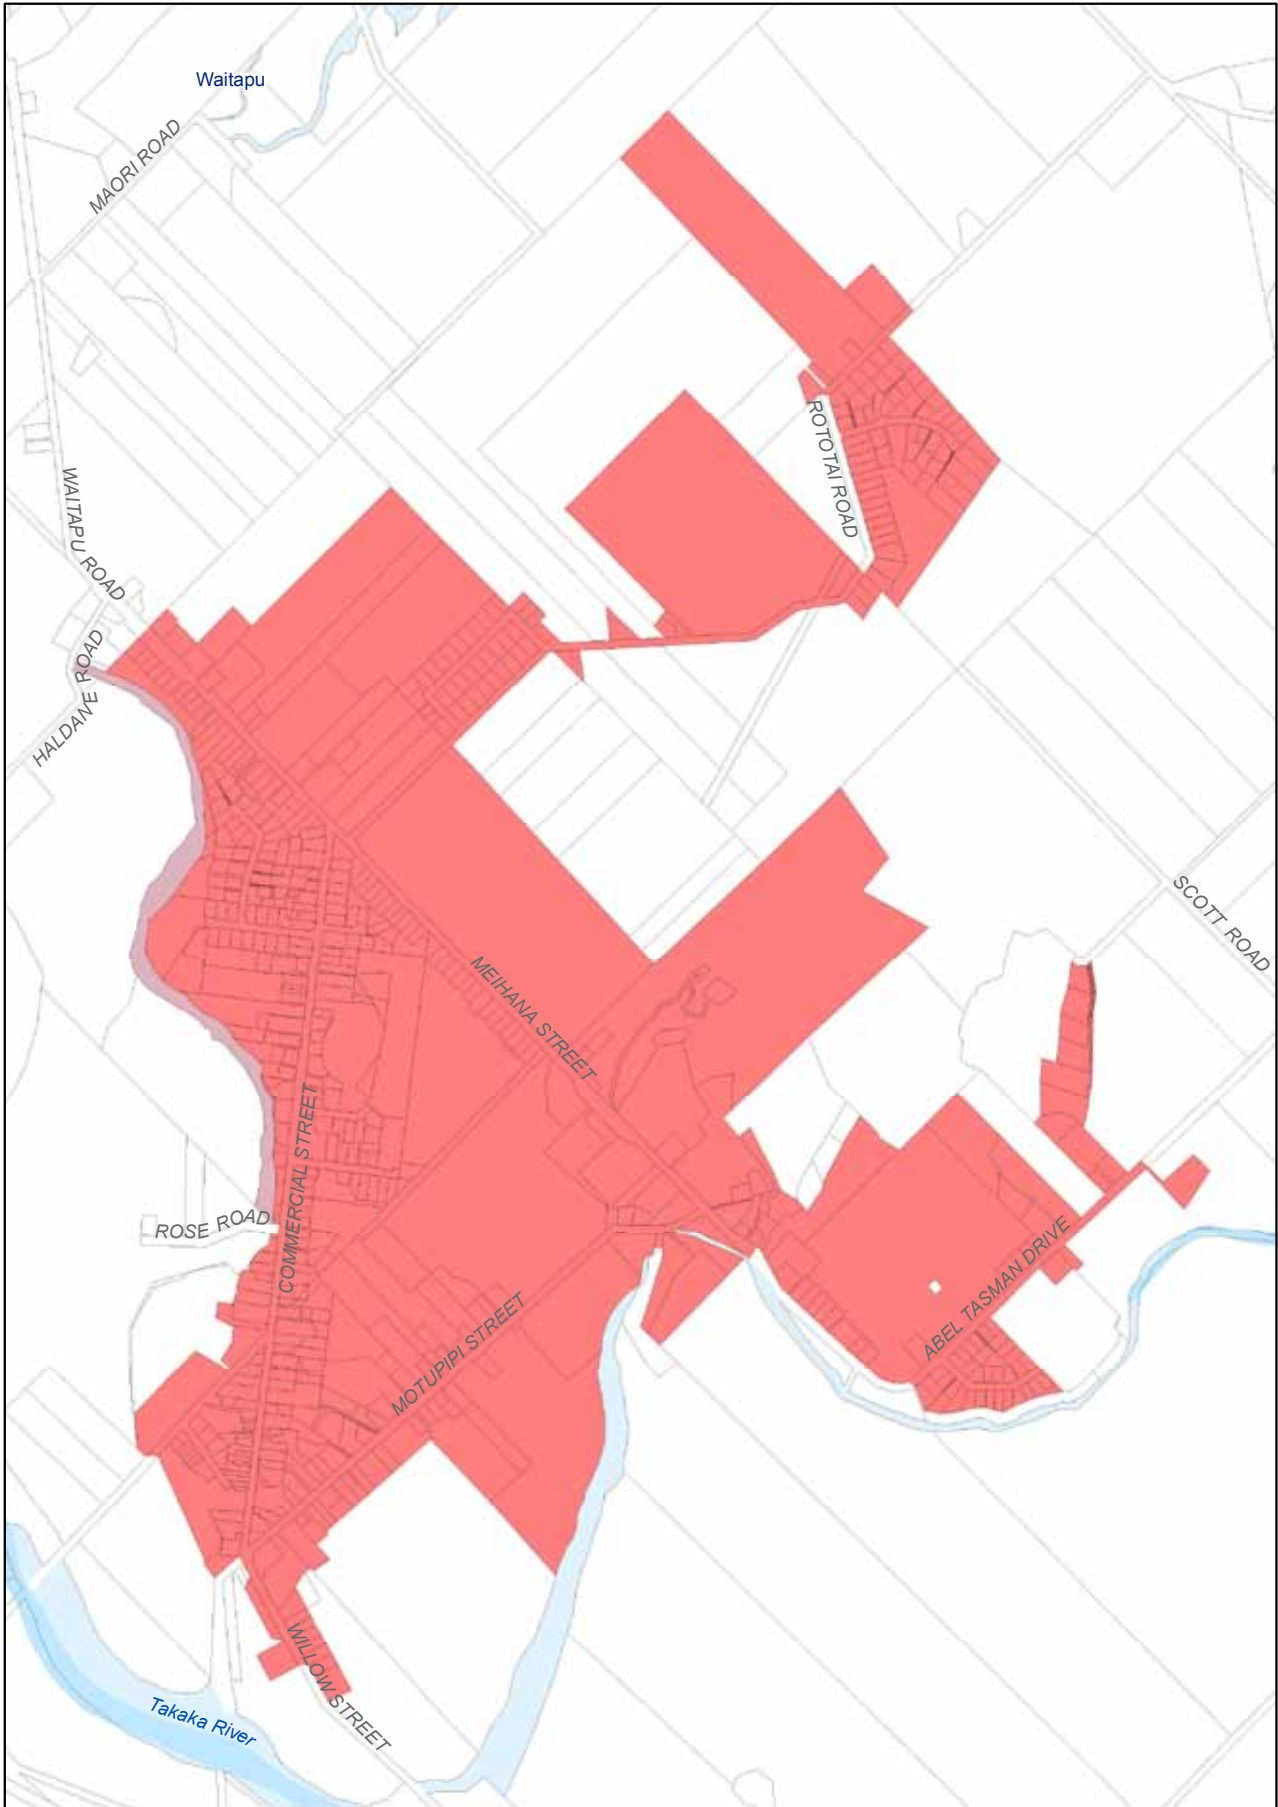 Waitapu
MAORI ROAD
ROTOTAI ROAD
WAITAPU ROAD
HALDANE ROAD
SCOTT ROAD
MEIHANA STREET
COMMERCIAL STREET
ROSE ROAD
ABEL TASMAN DRIVE
MOTUPIPI STREET
WILLOW STREET
Takaka River